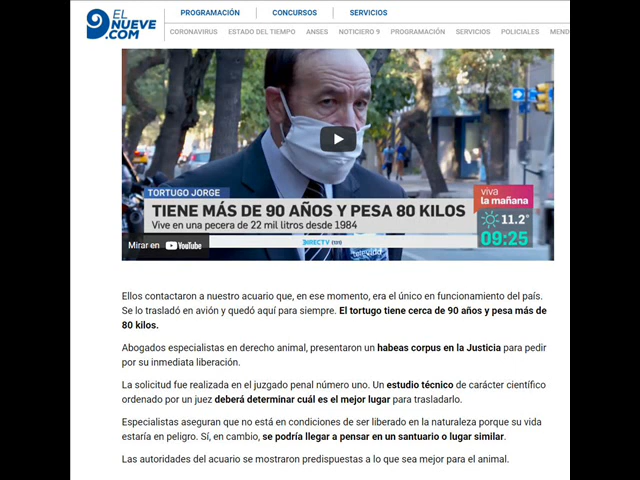 EL
NUEVE
.COM
PROGRAMACIÓN CONCURSOS SERVICIOS
CORONAVIRUS ESTADO DEL TIEMPO ANSES NOTICIERO 9 PROGRAMACIÓN SERVICIOS POLICIALES MEND
TORTUGO JORGE
TIENE MÁS DE 90 AÑOS Y PESA 80 KILOS
Vive en una pecera de 22 mil litros desde 1984
viva
la mañana
11.2°
09:25
Mirar en YouTube
DIRECTV
Ellos contactaron a nuestro acuario que, en ese momento, era el único en funcionamiento del país.
Se lo trasladó en avión y quedó aquí para siempre. El tortugo tiene cerca de 90 años y pesa más de
80 kilos.
Abogados especialistas en derecho animal, presentaron un habeas corpus en la Justicia para pedir
por su inmediata liberación.
La solicitud fue realizada en el juzgado penal número uno. Un estudio técnico de carácter científico
ordenado por un juez deberá determinar cuál es el mejor lugar para trasladarlo.
Especialistas aseguran que no está en condiciones de ser liberado en la naturaleza porque su vida
estaría en peligro. Sí, en cambio, se podría llegar a pensar en un santuario o lugar similar.
Las autoridades del acuario se mostraron predispuestas a lo que sea mejor para el animal.